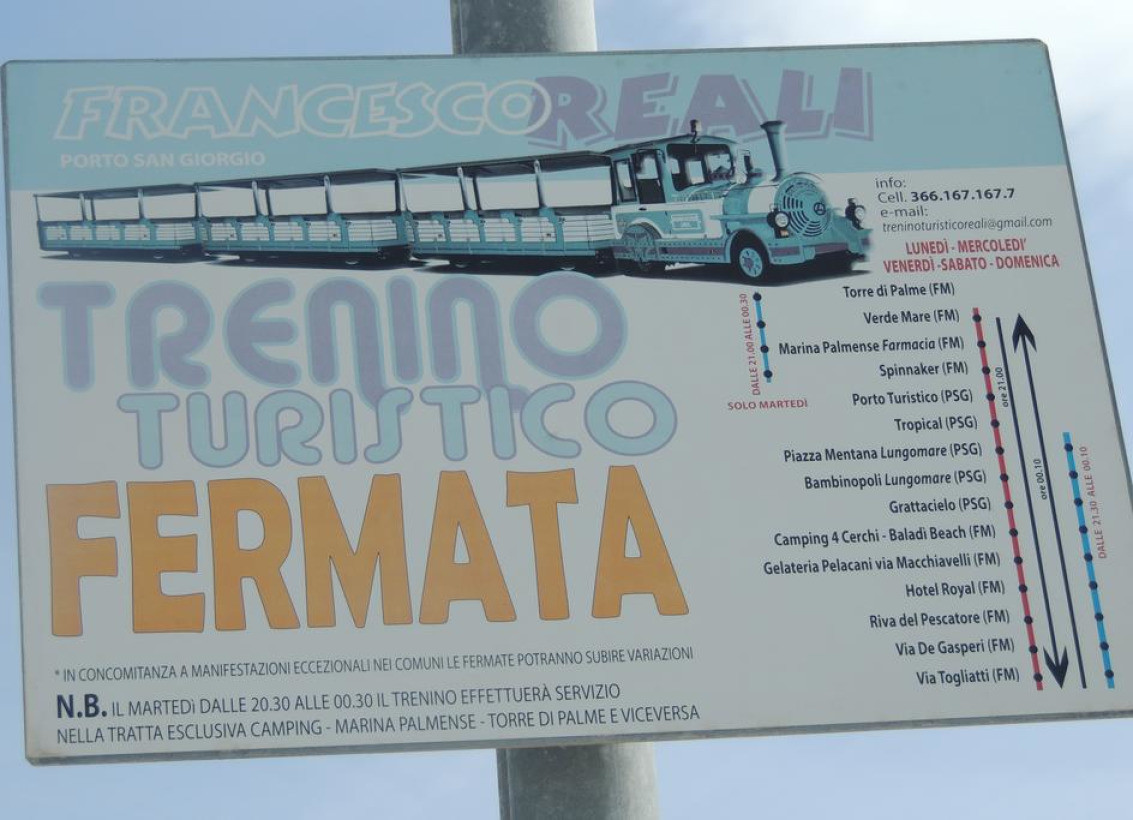 FRANCESCO REALI
PORTO SAN GIORGIO
info:
Cell. 366.167.167.7
e-mail:
treninoturisticoreali@gmail.com
LUNEDÌ - MERCOLEDI'
VENERDÌ -SABATO - DOMENICA
TRENINO
TURISTICO
FERMATA
DALLE 21.00 ALLE 00.30
SOLO MARTEDÌ
Torre di Palme (FM)
Verde Mare (FM)
Marina Palmense Farmacia (FM)
Spinnaker (FM)
Porto Turistico (PSG)
Tropical (PSG)
Piazza Mentana Lungomare (PSG)
Bambinopoli Lungomare (PSG)
Grattacielo (PSG)
Camping 4 Cerchi - Baladì Beach (FM)
Gelateria Pelacani via Macchiavelli (FM)
Hotel Royal (FM)
Riva del Pescatore (FM)
Via De Gasperi (FM)
Via Togliatti (FM)
ore 21.00
ore 00.10
DALLE 21.30 ALLE 00.10
* IN CONCOMITANZA A MANIFESTAZIONI ECCEZIONALI NEI COMUNI LE FERMATE POTRANNO SUBIRE VARIAZIONI
N.B. IL MARTEDì DALLE 20.30 ALLE 00.30 IL TRENINO EFFETTUERÀ SERVIZIO
NELLA TRATTA ESCLUSIVA CAMPING - MARINA PALMENSE - TORRE DI PALME E VICEVERSA